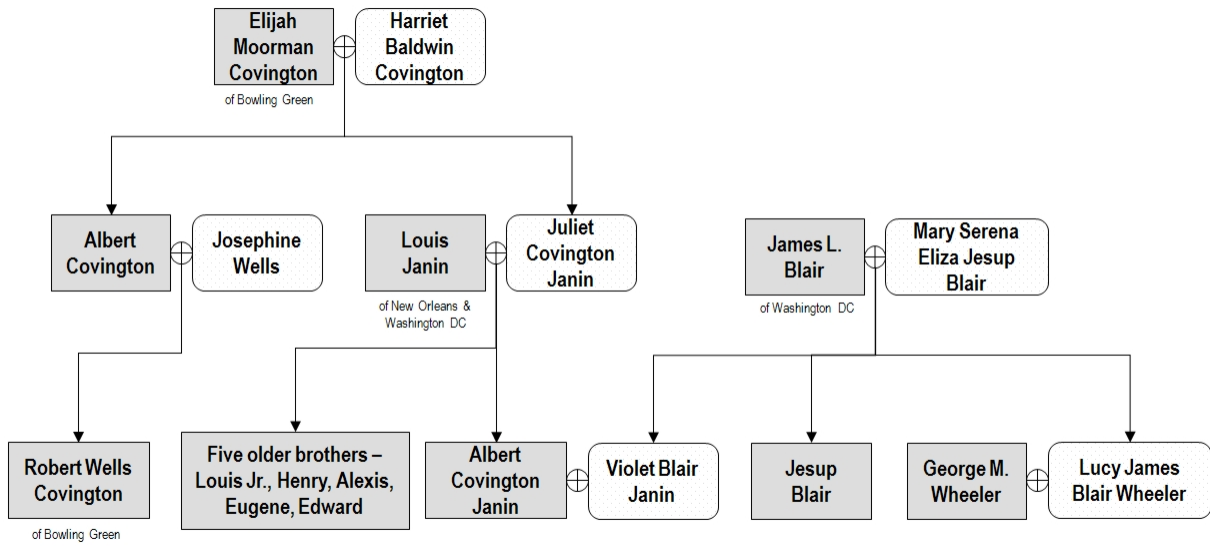 Elijah
Moorman
Covington
Harriet
Baldwin
Covington
of Bowling Green
Albert
Covington
Josephine
Wells
Louis
Janin
Juliet
Covington
Janin
of New Orleans &
Washington DC
James L.
Blair
Mary Serena
Eliza Jesup
Blair
of Washington DC
Robert Wells
Covington
of Bowling Green
Five older brothers –
Louis Jr., Henry, Alexis,
Eugene, Edward
Albert
Covington
Janin
Violet Blair
Janin
Jesup
Blair
George M.
Wheeler
Lucy James
Blair Wheeler